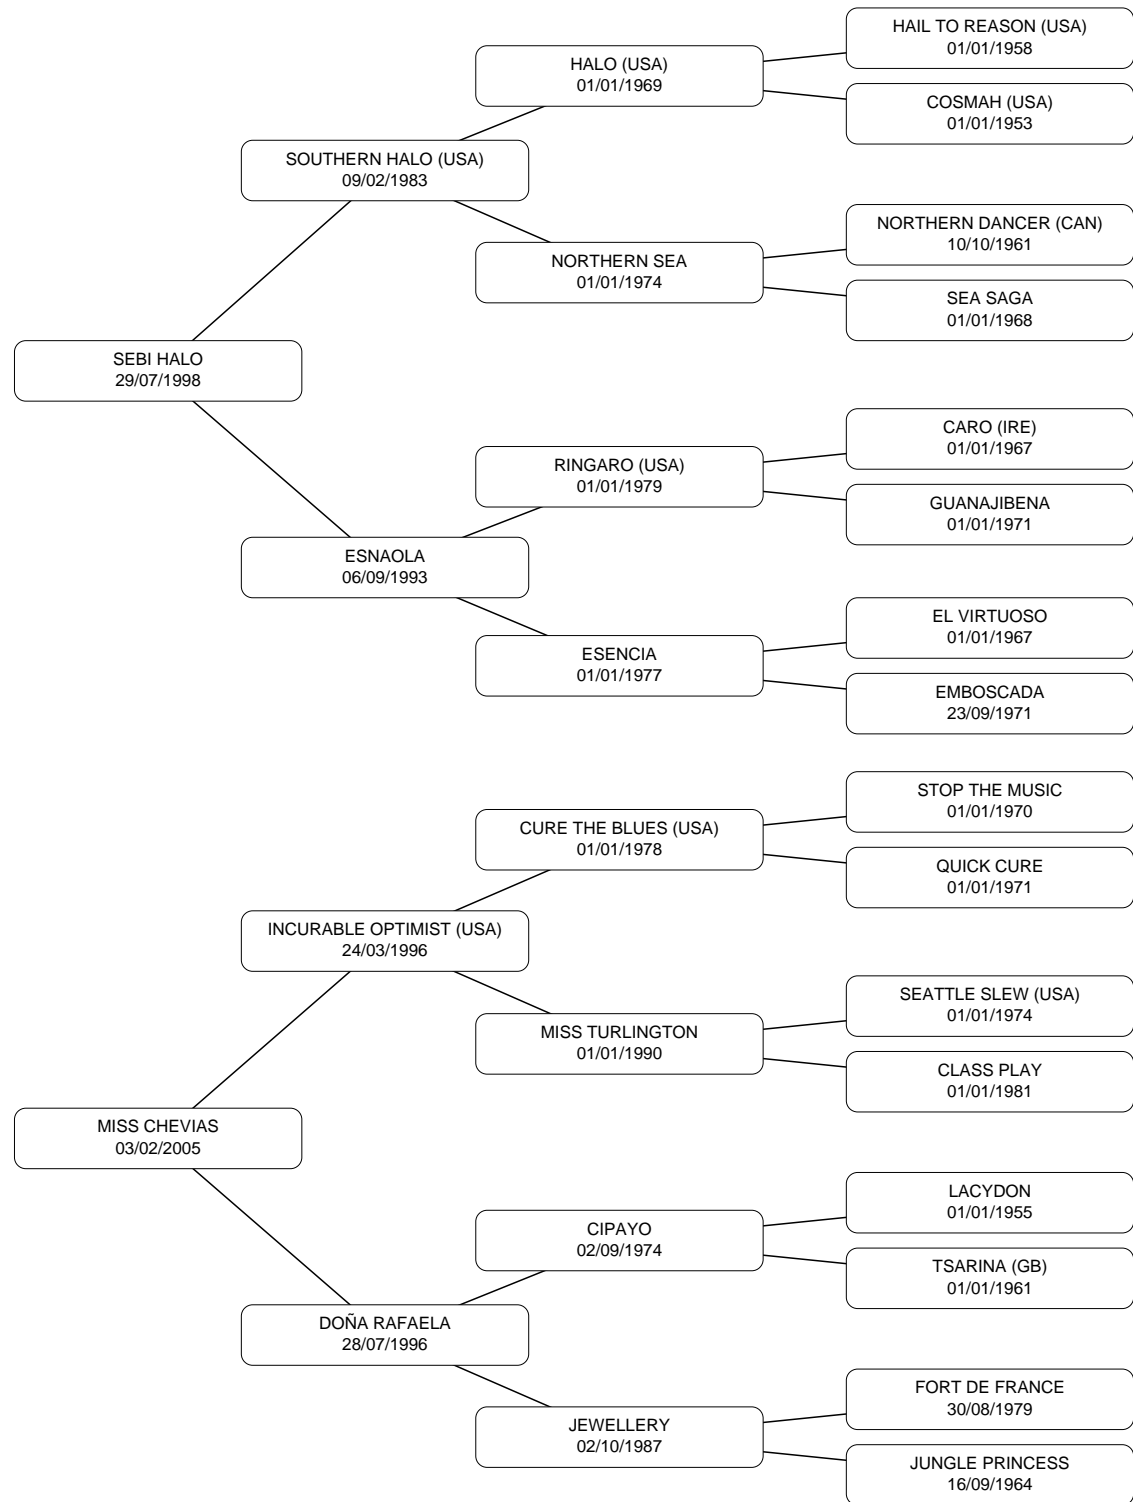 HAIL TO REASON (USA)
01/01/1958
HALO (USA)
01/01/1969
COSMAH (USA)
01/01/1953
SOUTHERN HALO (USA)
09/02/1983
NORTHERN DANCER (CAN)
10/10/1961
NORTHERN SEA
01/01/1974
SEA SAGA
01/01/1968
SEBI HALO
29/07/1998
CARO (IRE)
01/01/1967
RINGARO (USA)
01/01/1979
GUANAJIBENA
01/01/1971
ESNAOLA
06/09/1993
EL VIRTUOSO
01/01/1967
ESENCIA
01/01/1977
EMBOSCADA
23/09/1971
STOP THE MUSIC
01/01/1970
CURE THE BLUES (USA)
01/01/1978
QUICK CURE
01/01/1971
INCURABLE OPTIMIST (USA)
24/03/1996
SEATTLE SLEW (USA)
01/01/1974
MISS TURLINGTON
01/01/1990
CLASS PLAY
01/01/1981
MISS CHEVIAS
03/02/2005
LACYDON
01/01/1955
CIPAYO
02/09/1974
TSARINA (GB)
01/01/1961
DOÑA RAFAELA
28/07/1996
FORT DE FRANCE
30/08/1979
JEWELLERY
02/10/1987
JUNGLE PRINCESS
16/09/1964